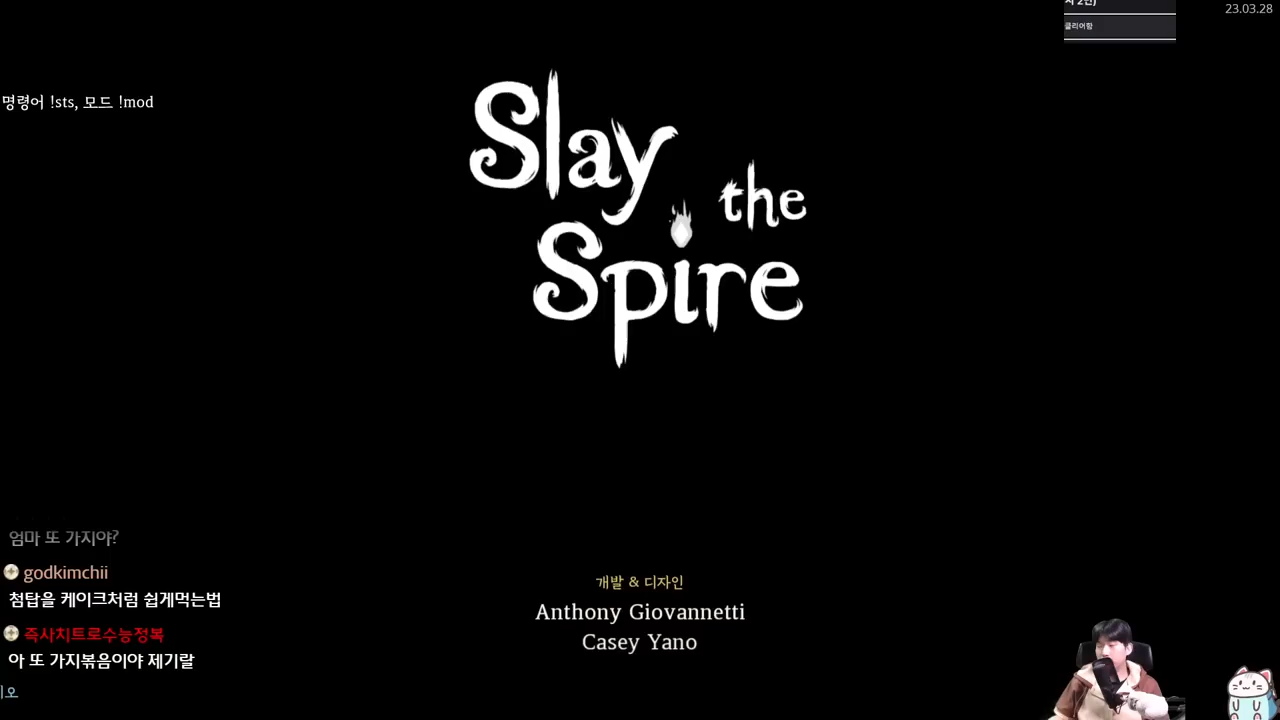 클리어함
23.03.28
명령어 !sts, 모드 !mod
Slay
the
Spire
엄마 또 가지야?
godkimchii
첨탑을 케이크처럼 쉽게먹는법
즉사치트로수능정복
아 또 가지볶음이야 제기랄
개발 & 디자인
Anthony Giovannetti
Casey Yano